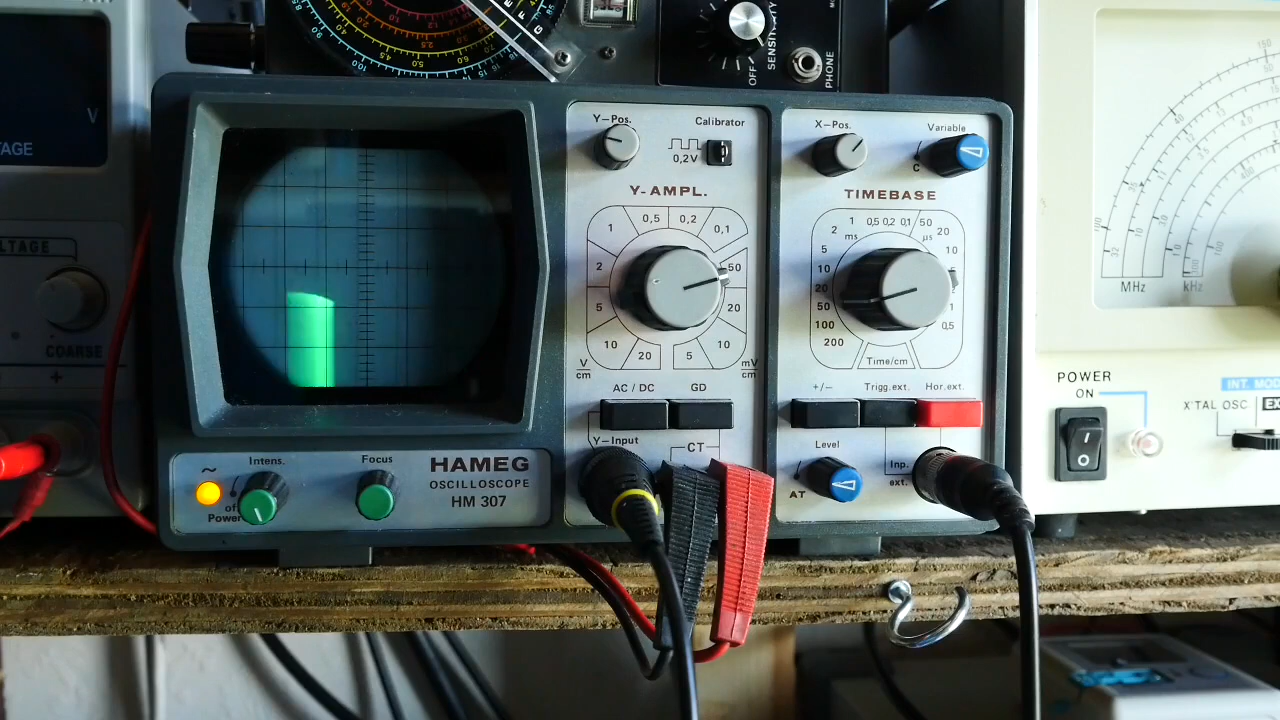 V
TAGE
LTAGE
COARSE
+
SENSITIVITY
OFF
PHONE
G
F
Y-Pos.
Calibrator
0,2V
Y-AMPL.
0,5
0,2
1
0,1
2
50
5
20
10
10
20
5
V
cm
mV
cm
AC / DC
GD
Y-Input
CT
X-Pos.
Variable
C
TIMEBASE
1
0,5
0,2
0,1
50
2
ms
µs
20
5
10
10
20
2
50
1
100
0,5
200
Time/cm
+/-
Trigg.ext.
Hor.ext.
Level
AT
Inp.
ext.
~
Intens.
Focus
off
Power
HAMEG
OSCILLOSCOPE
HM 307
MHz
kHz
POWER
ON
INT. MOD
X'TAL OSC
EX